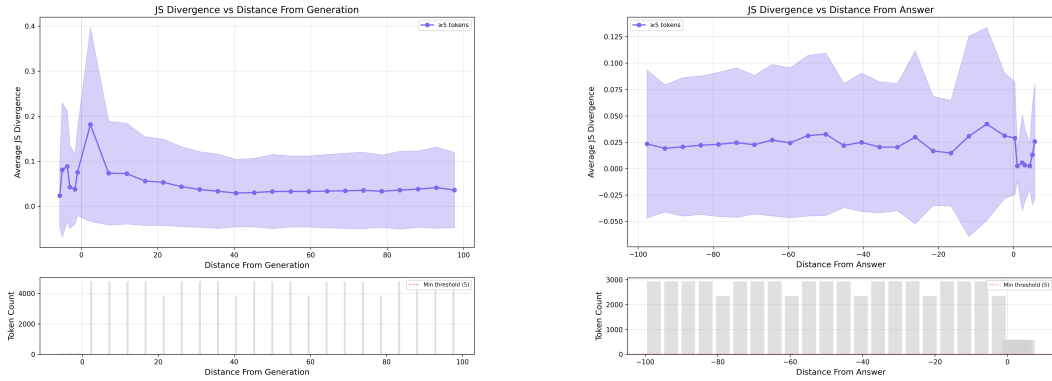 JS Divergence vs Distance From Generation
≥5 tokens
Average JS Divergence
0.4
0.3
0.2
0.1
0.0
0 20 40 60 80 100
Distance From Generation
Min threshold (5)
Token Count
4000
2000
0
0 20 40 60 80 100
Distance From Generation
JS Divergence vs Distance From Answer
≥5 tokens
Average JS Divergence
0.125
0.100
0.075
0.050
0.025
0.000
−0.025
−0.050
−100 −80 −60 −40 −20 0
Distance From Answer
Min threshold (5)
Token Count
3000
2000
1000
0
−100 −80 −60 −40 −20 0
Distance From Answer